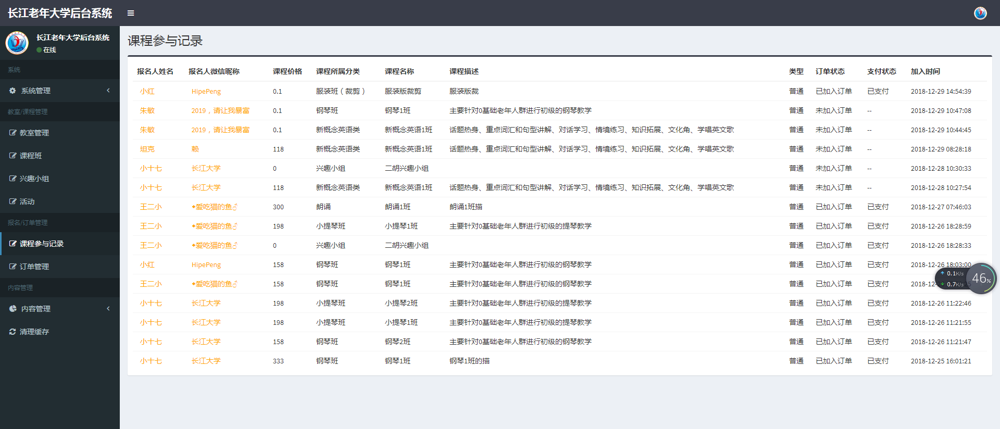 长江老年大学后台系统
长江老年大学后台系统
在线
系统
系统管理
教室/课程管理
教室管理
课程班
兴趣小组
活动
报名/订单管理
课程参与记录
订单管理
内容管理
内容管理
清理缓存
课程参与记录
报名人姓名 报名人微信昵称 课程价格 课程所属分类 课程名称 课程描述 类型 订单状态 支付状态 加入时间
小红 HipePeng 0.1 服装班（裁剪） 服装版裁剪 服装版裁 普通 已加入订单 已支付 2018-12-29 14:54:39
朱敏 2019，请让我暴富 0.1 钢琴班 钢琴1班 主要针对0基础老年人群进行初级的钢琴教学 普通 未加入订单 -- 2018-12-29 10:47:08
朱敏 2019，请让我暴富 0.1 新概念英语类 新概念英语1班 话题热身、重点词汇和句型讲解、对话学习、情境练习、知识拓展、文化角、学唱英文歌 普通 未加入订单 -- 2018-12-29 10:44:45
坦克 赖 118 新概念英语类 新概念英语1班 话题热身、重点词汇和句型讲解、对话学习、情境练习、知识拓展、文化角、学唱英文歌 普通 未加入订单 -- 2018-12-29 08:28:18
小十七 长江大学 0 兴趣小组 二胡兴趣小组 普通 未加入订单 -- 2018-12-28 10:30:33
小十七 长江大学 118 新概念英语类 新概念英语1班 话题热身、重点词汇和句型讲解、对话学习、情境练习、知识拓展、文化角、学唱英文歌 普通 未加入订单 -- 2018-12-28 10:27:54
王二小 ◆爱吃猫的鱼♂ 300 朗诵 朗诵1班 朗诵1班描 普通 已加入订单 已支付 2018-12-27 07:46:03
王二小 ◆爱吃猫的鱼♂ 198 小提琴班 小提琴1班 主要针对0基础老年人群进行初级的提琴教学 普通 已加入订单 已支付 2018-12-26 18:28:59
王二小 ◆爱吃猫的鱼♂ 0 兴趣小组 二胡兴趣小组 普通 已加入订单 已支付 2018-12-26 18:28:33
小红 HipePeng 158 钢琴班 钢琴1班 主要针对0基础老年人群进行初级的钢琴教学 普通 已加入订单 已支付 2018-12-26 18:03:00
王二小 ◆爱吃猫的鱼♂ 158 钢琴班 钢琴1班 主要针对0基础老年人群进行初级的钢琴教学 普通 已加入订单 已支付 2018-12-
小十七 长江大学 198 小提琴班 小提琴2班 主要针对0基础老年人群进行初级的提琴教学 普通 已加入订单 已支付 2018-12-26 11:22:46
小十七 长江大学 198 小提琴班 小提琴1班 主要针对0基础老年人群进行初级的提琴教学 普通 已加入订单 已支付 2018-12-26 11:21:55
小十七 长江大学 158 钢琴班 钢琴2班 主要针对0基础老年人群进行初级的钢琴教学 普通 已加入订单 已支付 2018-12-26 11:21:47
小十七 长江大学 333 钢琴班 钢琴1班 钢琴1班的描 普通 已加入订单 已支付 2018-12-25 16:01:21
0.1K/s
0.7K/s
46%